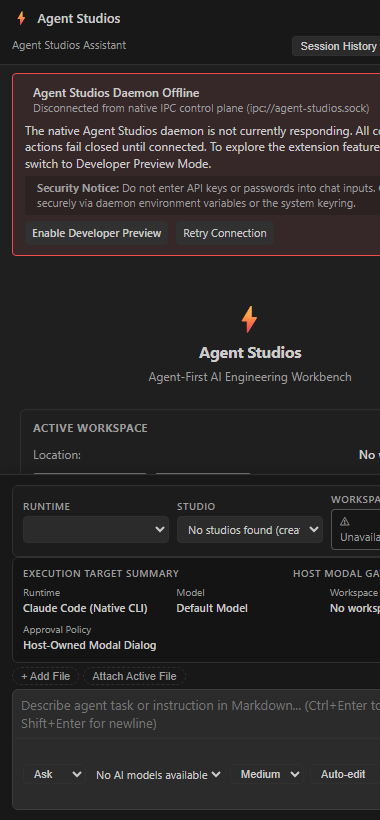 Agent Studios
Agent Studios Assistant
Session History
Agent Studios Daemon Offline
Disconnected from native IPC control plane (ipc://agent-studios.sock)
The native Agent Studios daemon is not currently responding. All
actions fail closed until connected. To explore the extension feature
switch to Developer Preview Mode.
Security Notice: Do not enter API keys or passwords into chat inputs.
securely via daemon environment variables or the system keyring.
Enable Developer Preview
Retry Connection
Agent Studios
Agent-First AI Engineering Workbench
ACTIVE WORKSPACE
Location:
No
RUNTIME
STUDIO
WORKSPA
No studios found (crea
Unavaila
EXECUTION TARGET SUMMARY
HOST MODAL GA
Runtime
Model
Workspace
Claude Code (Native CLI)
Default Model
No worksp
Approval Policy
Host-Owned Modal Dialog
+ Add File
Attach Active File
Describe agent task or instruction in Markdown... (Ctrl+Enter to
Shift+Enter for newline)
Ask
No AI models available
Medium
Auto-edit